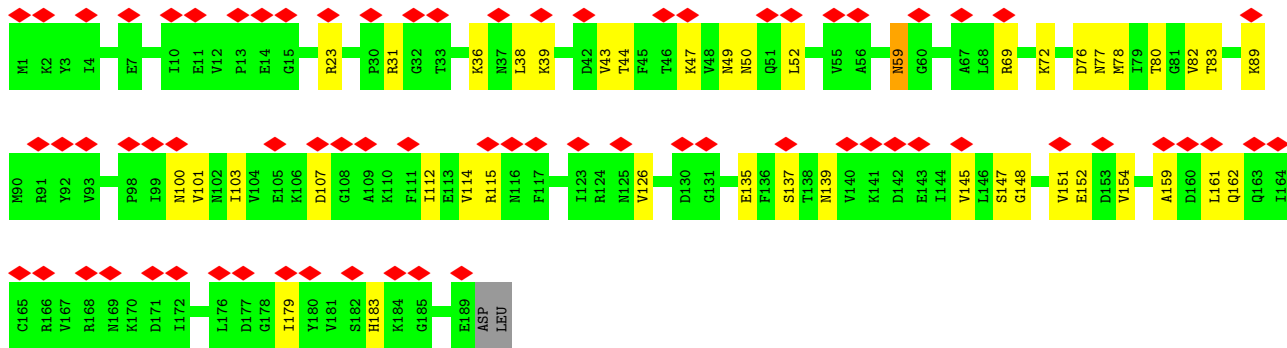 M1 K2 Y3 I4 E7 I10 E11 V12 P13 E14 G15 R23 P30 R31 G32 T33 K36 N37 L38 K39 D42 V43 T44 F45 T46 K47 V48 N49 N50 Q51 L52 V55 A56 N59 G60 A67 L68 R69 K72 D76 N77 M78 I79 T80 G81 V82 T83 K89
M90 R91 Y92 V93 P98 I99 N100 V101 N102 I103 V104 E105 K106 D107 G108 A109 K110 F111 I112 E113 V114 R115 N116 F117 I123 R124 N125 V126 D130 G131 E135 F136 S137 T138 N139 V140 K141 D142 E143 I144 V145 L146 S147 G148 V151 E152 D153 V154 A159 D160 L161 Q162 Q163 I164
C165 R166 V167 R168 N169 K170 D171 I172 L176 D177 G178 I179 Y180 V181 S182 H183 K184 G185 E189 ASP LEU